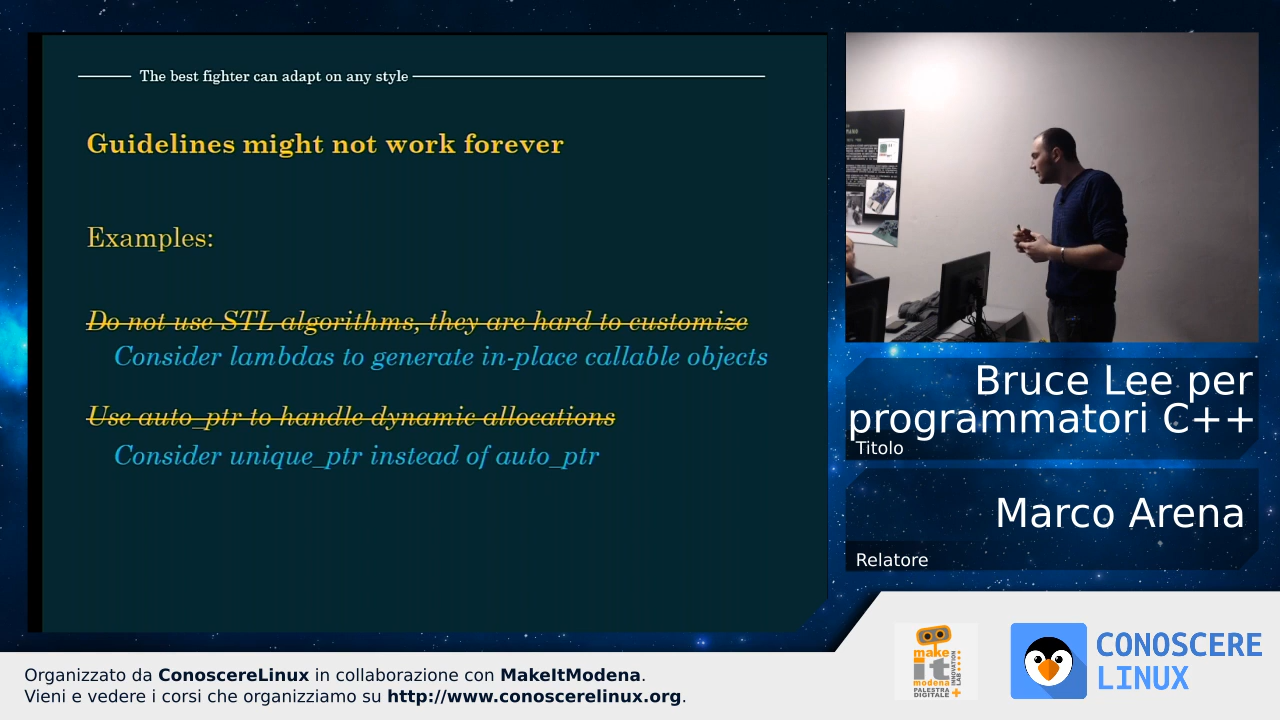 The best fighter can adapt on any style
Guidelines might not work forever
Examples:
Do not use STL algorithms, they are hard to customize
Consider lambdas to generate in-place callable objects
Use auto_ptr to handle dynamic allocations
Consider unique_ptr instead of auto_ptr
Bruce Lee per
programmatori C++
Titolo
Marco Arena
Relatore
make
it
modena
PALESTRA
DIGITALE
INNOVATION
LAB
CONOSCERE
LINUX
Organizzato da ConoscereLinux in collaborazione con MakeItModena.
Vieni e vedere i corsi che organizziamo su http://www.conoscerelinux.org.